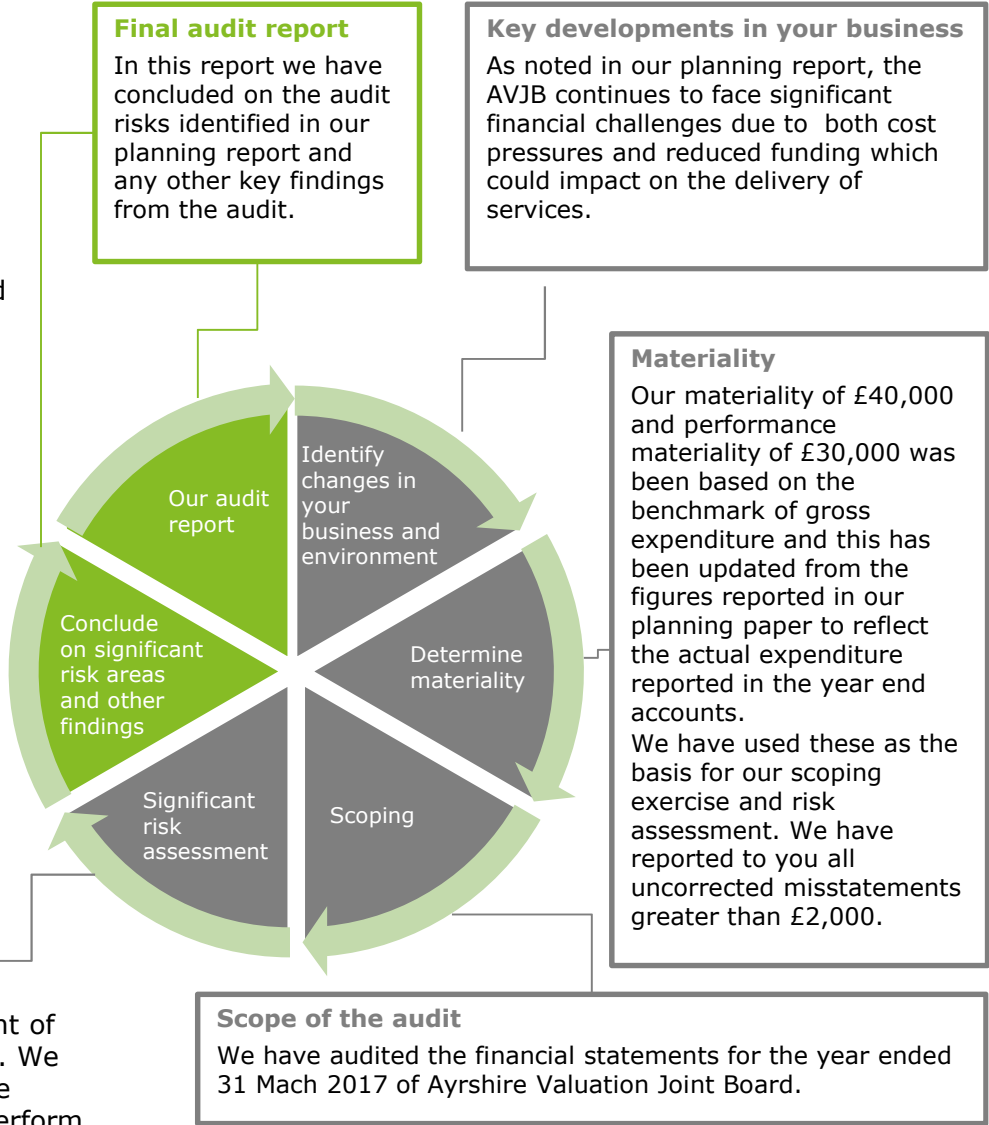 Final audit report
In this report we have
concluded on the audit
risks identified in our
planning report and
any other key findings
from the audit.
Key developments in your business
As noted in our planning report, the
AVJB continues to face significant
financial challenges due to both cost
pressures and reduced funding which
could impact on the delivery of
services.
Materiality
Our materiality of £40,000
and performance
materiality of £30,000 was
been based on the
benchmark of gross
expenditure and this has
been updated from the
figures reported in our
planning paper to reflect
the actual expenditure
reported in the year end
accounts.
We have used these as the
basis for our scoping
exercise and risk
assessment. We have
reported to you all
uncorrected misstatements
greater than £2,000.
Identify
changes in
your
business and
environment
Determine
materiality
Scoping
Significant
risk
assessment
Conclude
on significant
risk areas
and other
findings
Our audit
report
Scope of the audit
We have audited the financial statements for the year ended
31 Mach 2017 of Ayrshire Valuation Joint Board.
. We